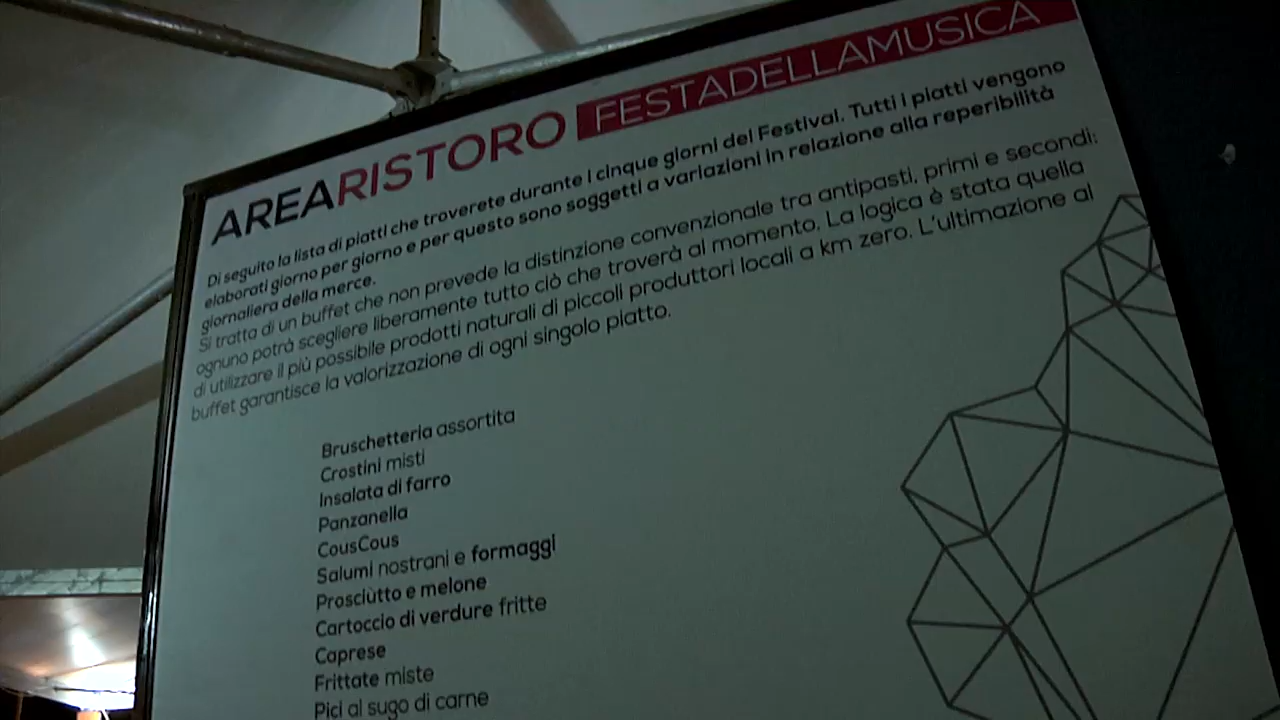 AREARISTORO FESTADELLAMUSICA
Di seguito la lista di piatti che troverete durante i cinque giorni del Festival. Tutti i piatti vengono
elaborati giorno per giorno e per questo sono soggetti a variazioni in relazione alla reperibilità
giornaliera della merce.
Si tratta di un buffet che non prevede la distinzione convenzionale tra antipasti, primi e secondi:
ognuno potrà scegliere liberamente tutto ciò che troverà al momento. La logica è stata quella
di utilizzare il più possibile prodotti naturali di piccoli produttori locali a km zero. L'ultimazione al
buffet garantisce la valorizzazione di ogni singolo piatto.
Bruschetteria assortita
Crostini misti
Insalata di farro
Panzanella
CousCous
Salumi nostrani e formaggi
Prosciutto e melone
Cartoccio di verdure fritte
Caprese
Frittate miste
Pici al sugo di carne